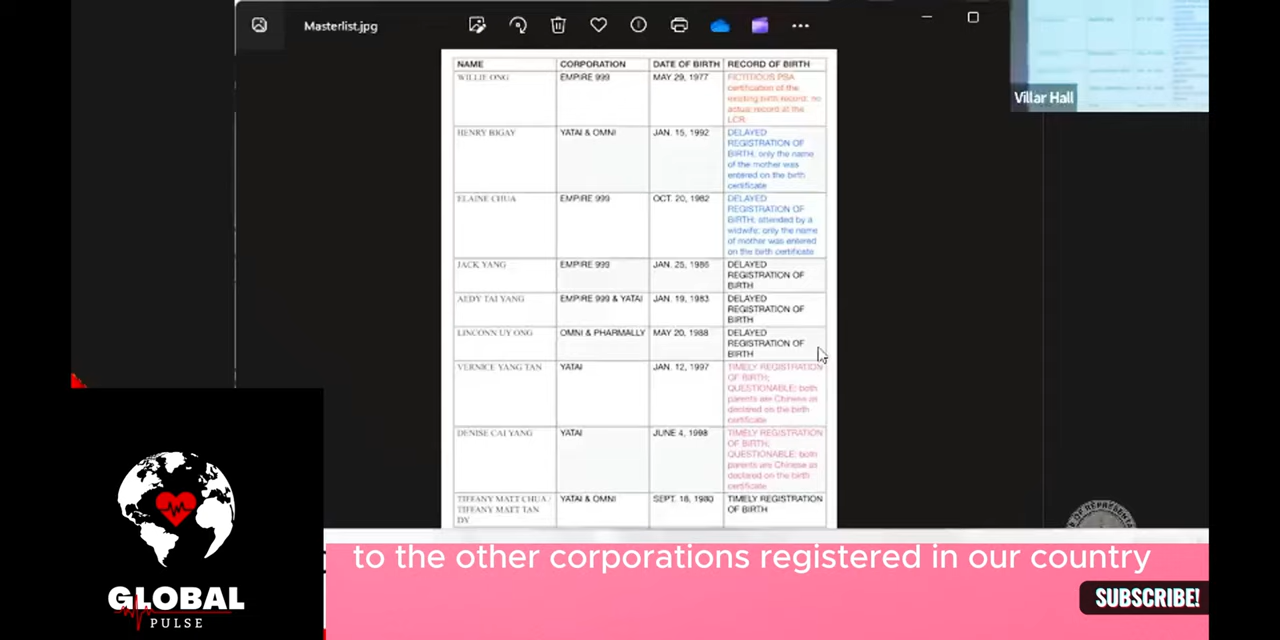 Masterlist.jpg
Villar Hall
NAME CORPORATION DATE OF BIRTH RECORD OF BIRTH
WILLIE ONG EMPIRE 999 MAY 29, 1977 FICTITIOUS PSA
certification of the
existing birth record; no
actual record at the
LCR
HENRY BIGAY YATAI & OMNI JAN. 15, 1992 DELAYED
REGISTRATION OF
BIRTH; only the name
of the mother was
entered on the birth
certificate
ELAINE CHUA EMPIRE 999 OCT. 20, 1982 DELAYED
REGISTRATION OF
BIRTH; attended by a
midwife; only the name
of mother was entered
on the birth certificate
JACK YANG EMPIRE 999 JAN. 25, 1986 DELAYED
REGISTRATION OF
BIRTH
AEDY TAI YANG EMPIRE 999 & YATAI JAN. 19, 1983 DELAYED
REGISTRATION OF
BIRTH
LINCONN UY ONG OMNI & PHARMALLY MAY 20, 1988 DELAYED
REGISTRATION OF
BIRTH
VERNICE YANG TAN YATAI JAN. 12, 1997 TIMELY REGISTRATION
OF BIRTH;
QUESTIONABLE; both
parents are Chinese as
declared on the birth
certificate
DENISE CAI YANG YATAI JUNE 4, 1998 TIMELY REGISTRATION
OF BIRTH;
QUESTIONABLE; both
parents are Chinese as
declared on the birth
certificate
TIFFANY MATT CHUA / YATAI & OMNI SEPT. 18, 1980 TIMELY REGISTRATION
TIFFANY MATT TAN OF BIRTH
DY
to the other corporations registered in our country
GLOBAL
PULSE
SUBSCRIBE!